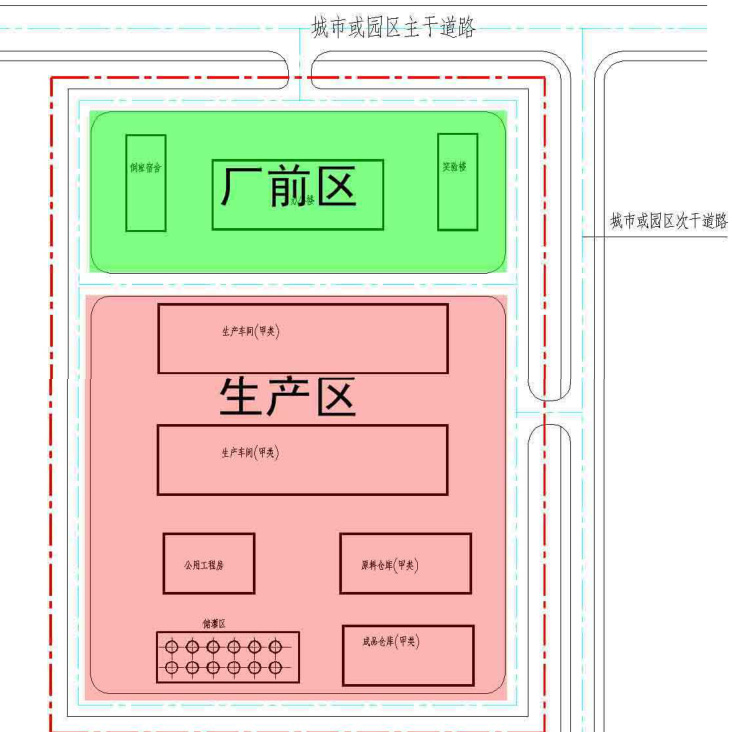 城市或园区主干道路
倒班宿舍
厂前区
实验楼
城市或园区次干道路
生产车间(甲类)
生产区
生产车间(甲类)
公用工程房
原料仓库(甲类)
储灌区
成品仓库(甲类)